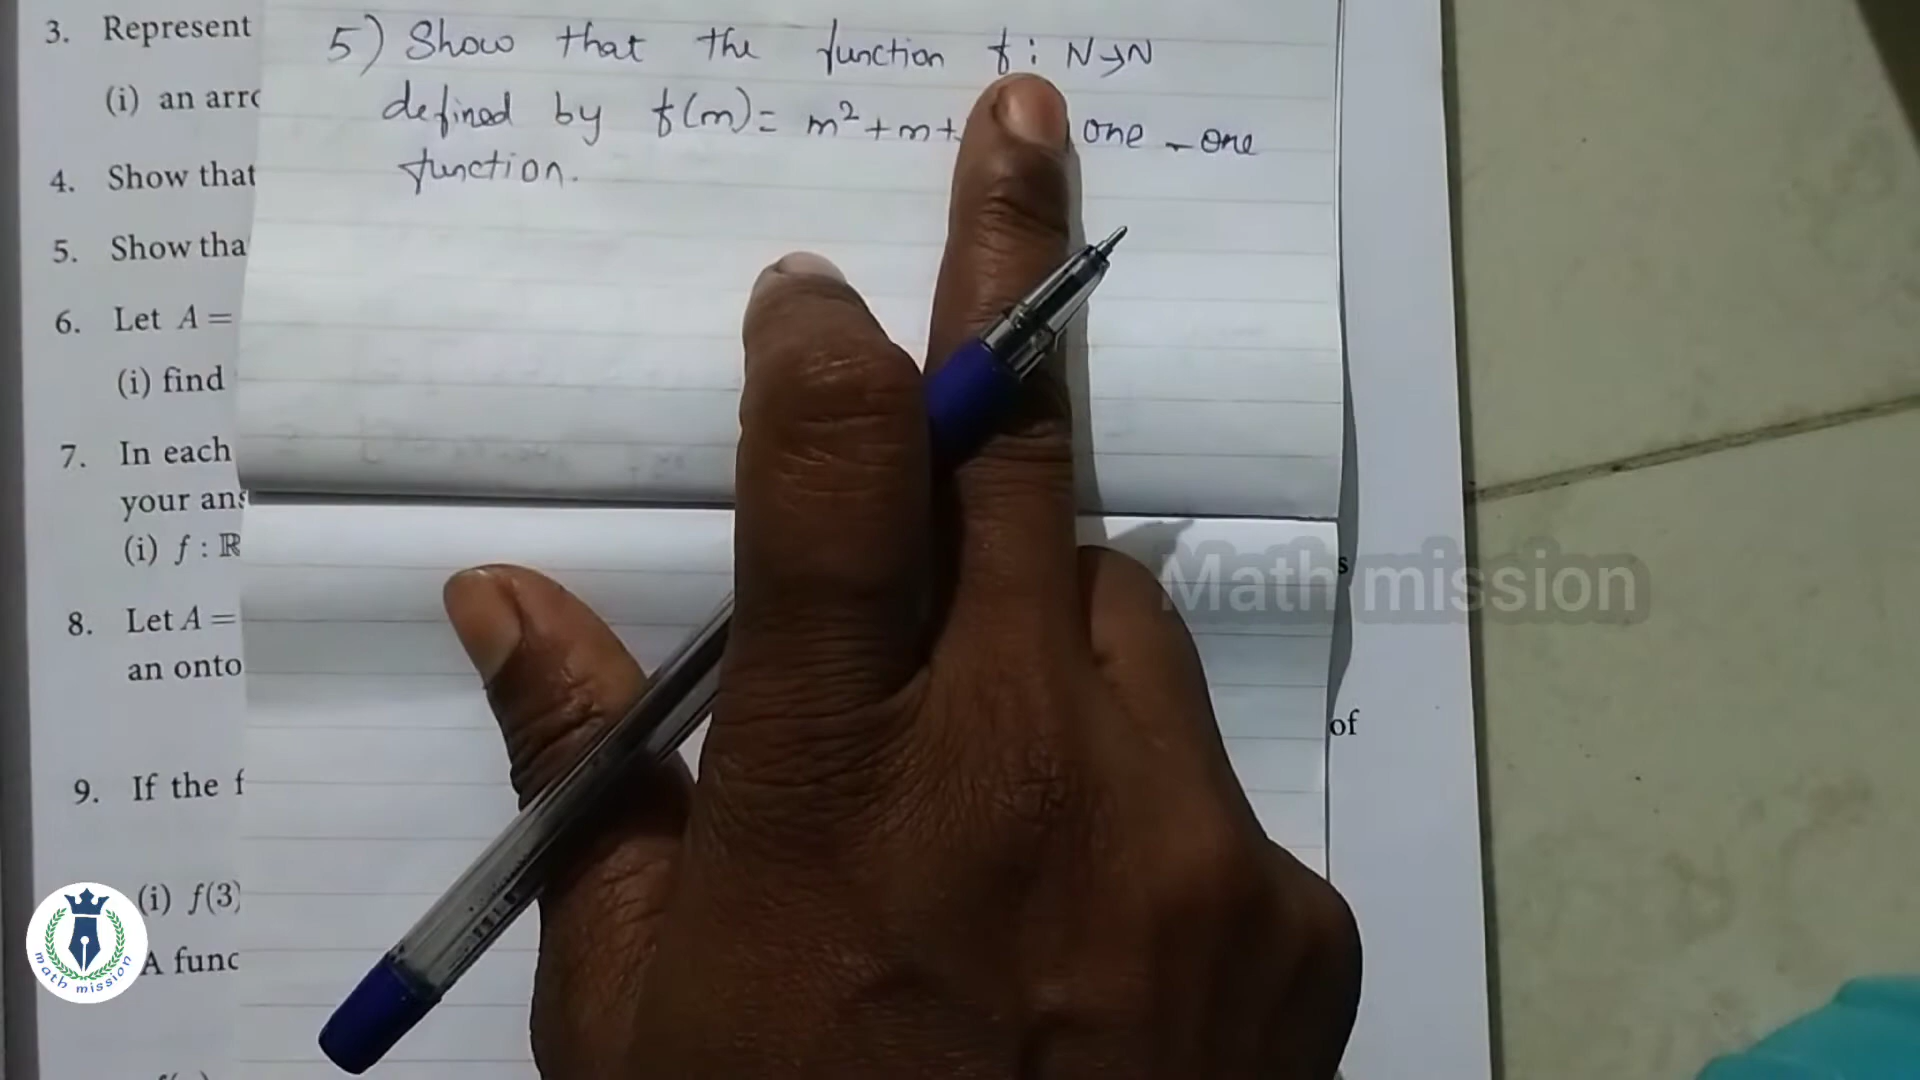 3. Represent
(i) an arro
4. Show that
5. Show tha
6. Let A =
(i) find
7. In each
your ans
(i) f : ℝ
8. Let A =
an onto
9. If the f
(i) f(3)
A func
5) Show that the function f : N→N
defined by f(m) = m² + m + one - one
function.
s
of
Math mission
math mission